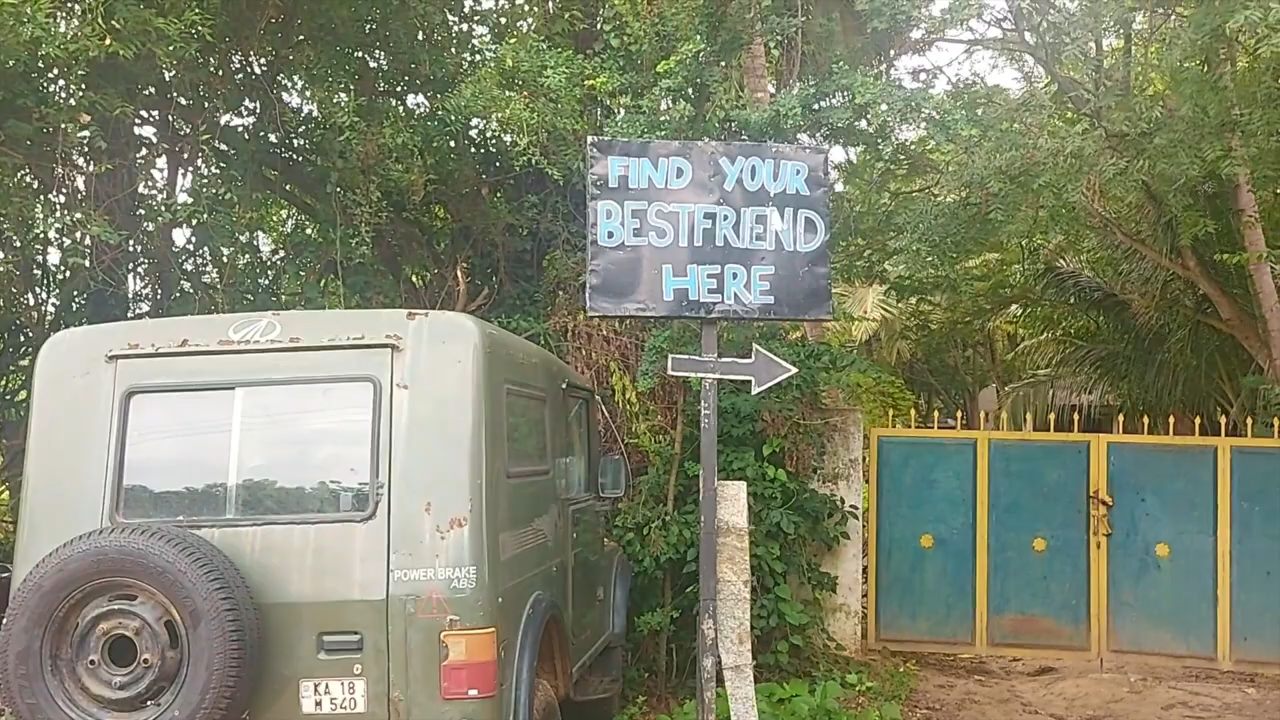 FIND YOUR
BESTFRIEND
HERE
POWER BRAKE
ABS
KA 18
M 540